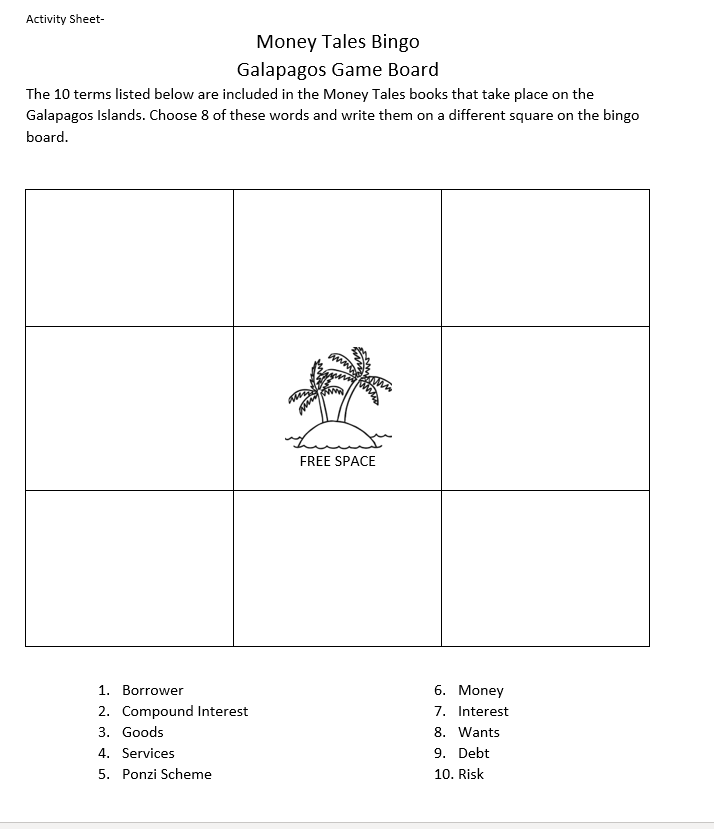 Activity Sheet-
Money Tales Bingo
Galapagos Game Board
The 10 terms listed below are included in the Money Tales books that take place on the
Galapagos Islands. Choose 8 of these words and write them on a different square on the bingo
board.
FREE SPACE
1. Borrower
2. Compound Interest
3. Goods
4. Services
5. Ponzi Scheme
6. Money
7. Interest
8. Wants
9. Debt
10. Risk